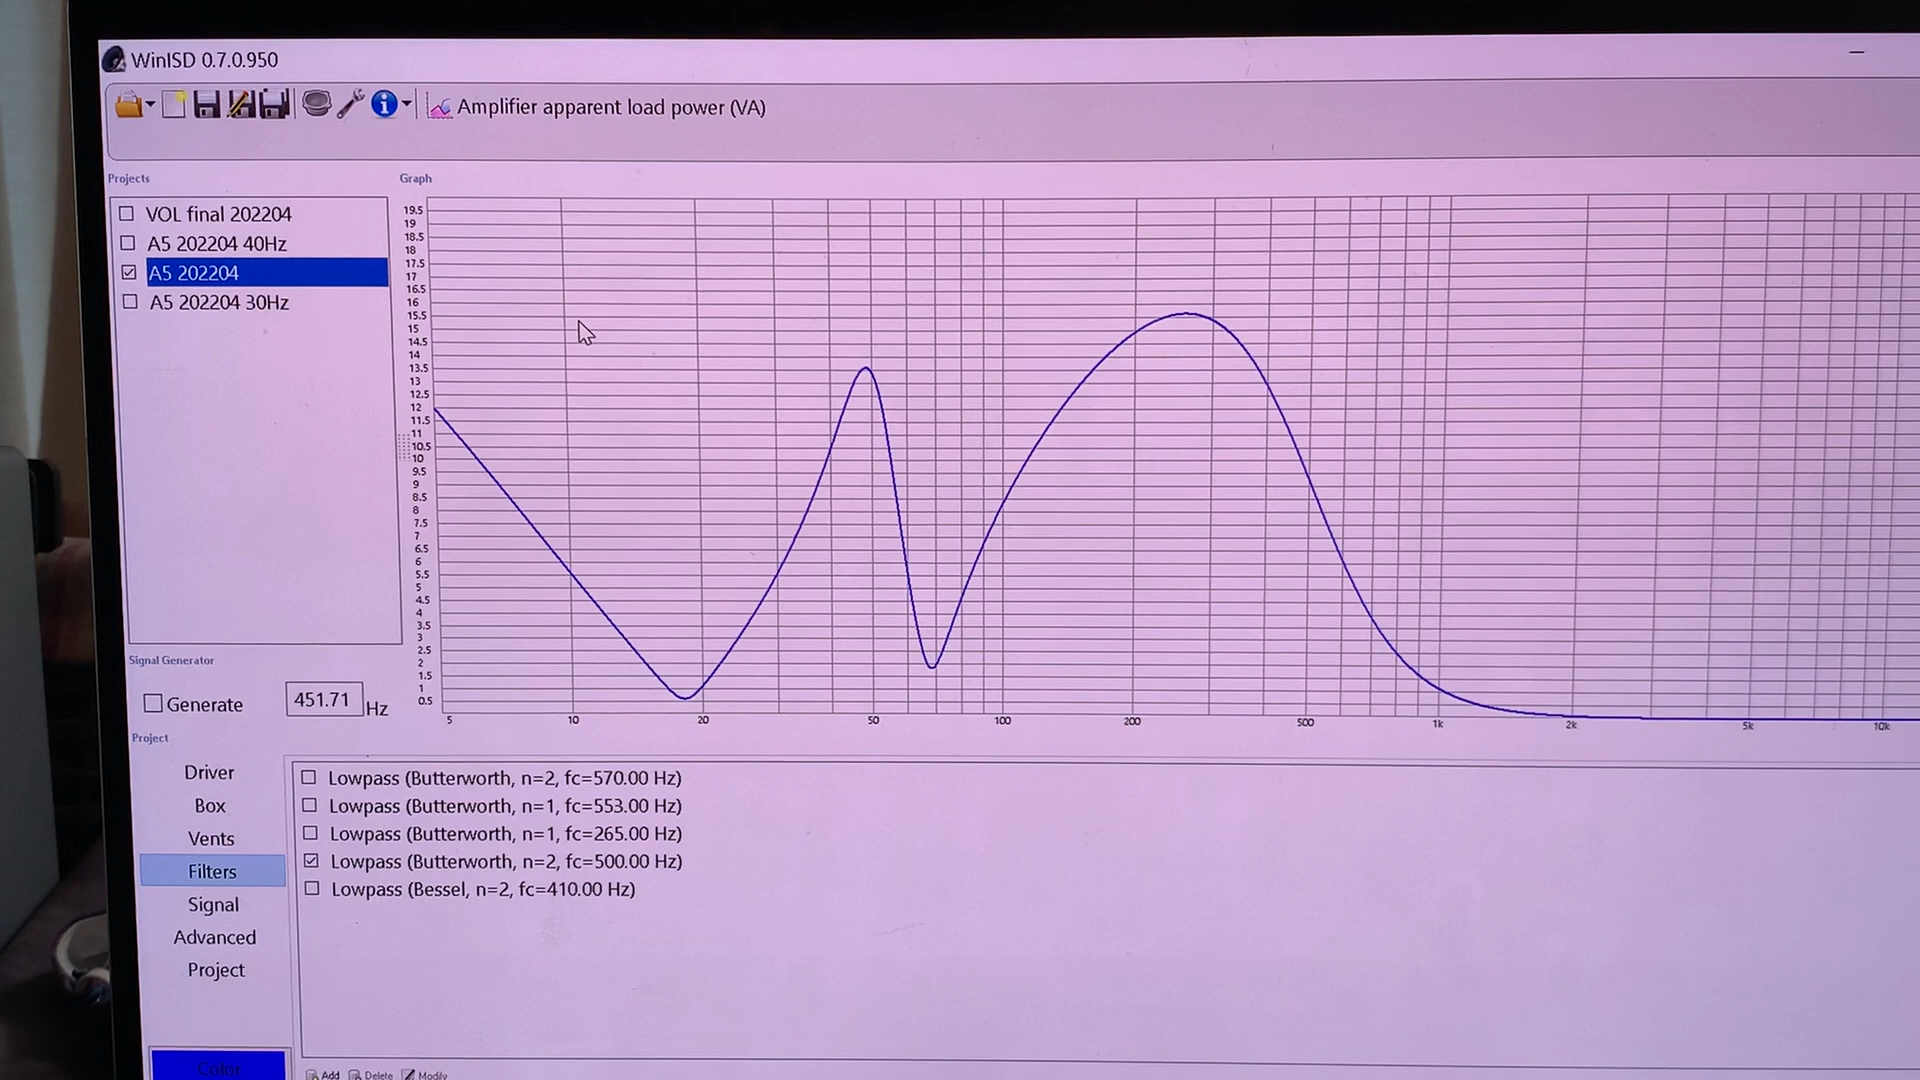 WinISD 0.7.0.950
Amplifier apparent load power (VA)
Projects
Graph
VOL final 202204
A5 202204 40Hz
A5 202204
A5 202204 30Hz
19.5
19
18.5
18
17.5
17
16.5
16
15.5
15
14.5
14
13.5
13
12.5
12
11.5
11
10.5
10
9.5
9
8.5
8
7.5
7
6.5
6
5.5
5
4.5
4
3.5
3
2.5
2
1.5
1
0.5
5 10 20 50 100 200 500 1k 2k 5k 10k
Signal Generator
Generate 451.71 Hz
Project
Driver
Box
Vents
Filters
Signal
Advanced
Project
Color
Lowpass (Butterworth, n=2, fc=570.00 Hz)
Lowpass (Butterworth, n=1, fc=553.00 Hz)
Lowpass (Butterworth, n=1, fc=265.00 Hz)
Lowpass (Butterworth, n=2, fc=500.00 Hz)
Lowpass (Bessel, n=2, fc=410.00 Hz)
Add Delete Modify